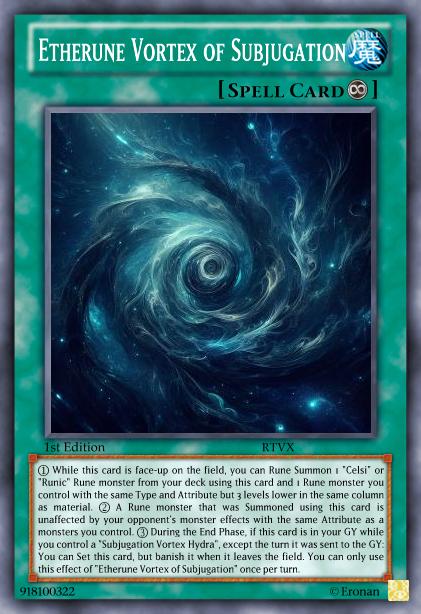 Etherune Vortex of Subjugation
SPELL
魔
[Spell Card]
1st Edition
RTVX
① While this card is face-up on the field, you can Rune Summon 1 "Celsi" or
"Runic" Rune monster from your deck using this card and 1 Rune monster you
control with the same Type and Attribute but 3 levels lower in the same column
as material. ② A Rune monster that was Summoned using this card is
unaffected by your opponent's monster effects with the same Attribute as a
monsters you control. ③ During the End Phase, if this card is in your GY while
you control a "Subjugation Vortex Hydra", except the turn it was sent to the GY:
You can Set this card, but banish it when it leaves the field. You can only use
this effect of "Etherune Vortex of Subjugation" once per turn.
918100322
© Eronan